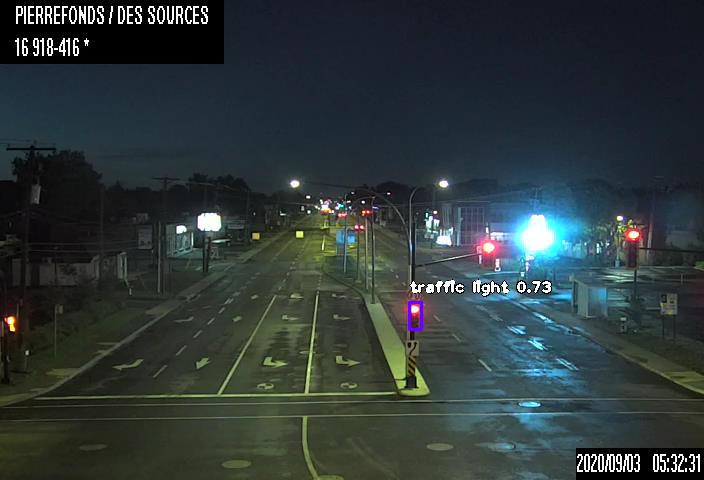 PIERREFONDS / DES SOURCES
16 918-416 *
traffic light 0.73
2020/09/03 05:32:31